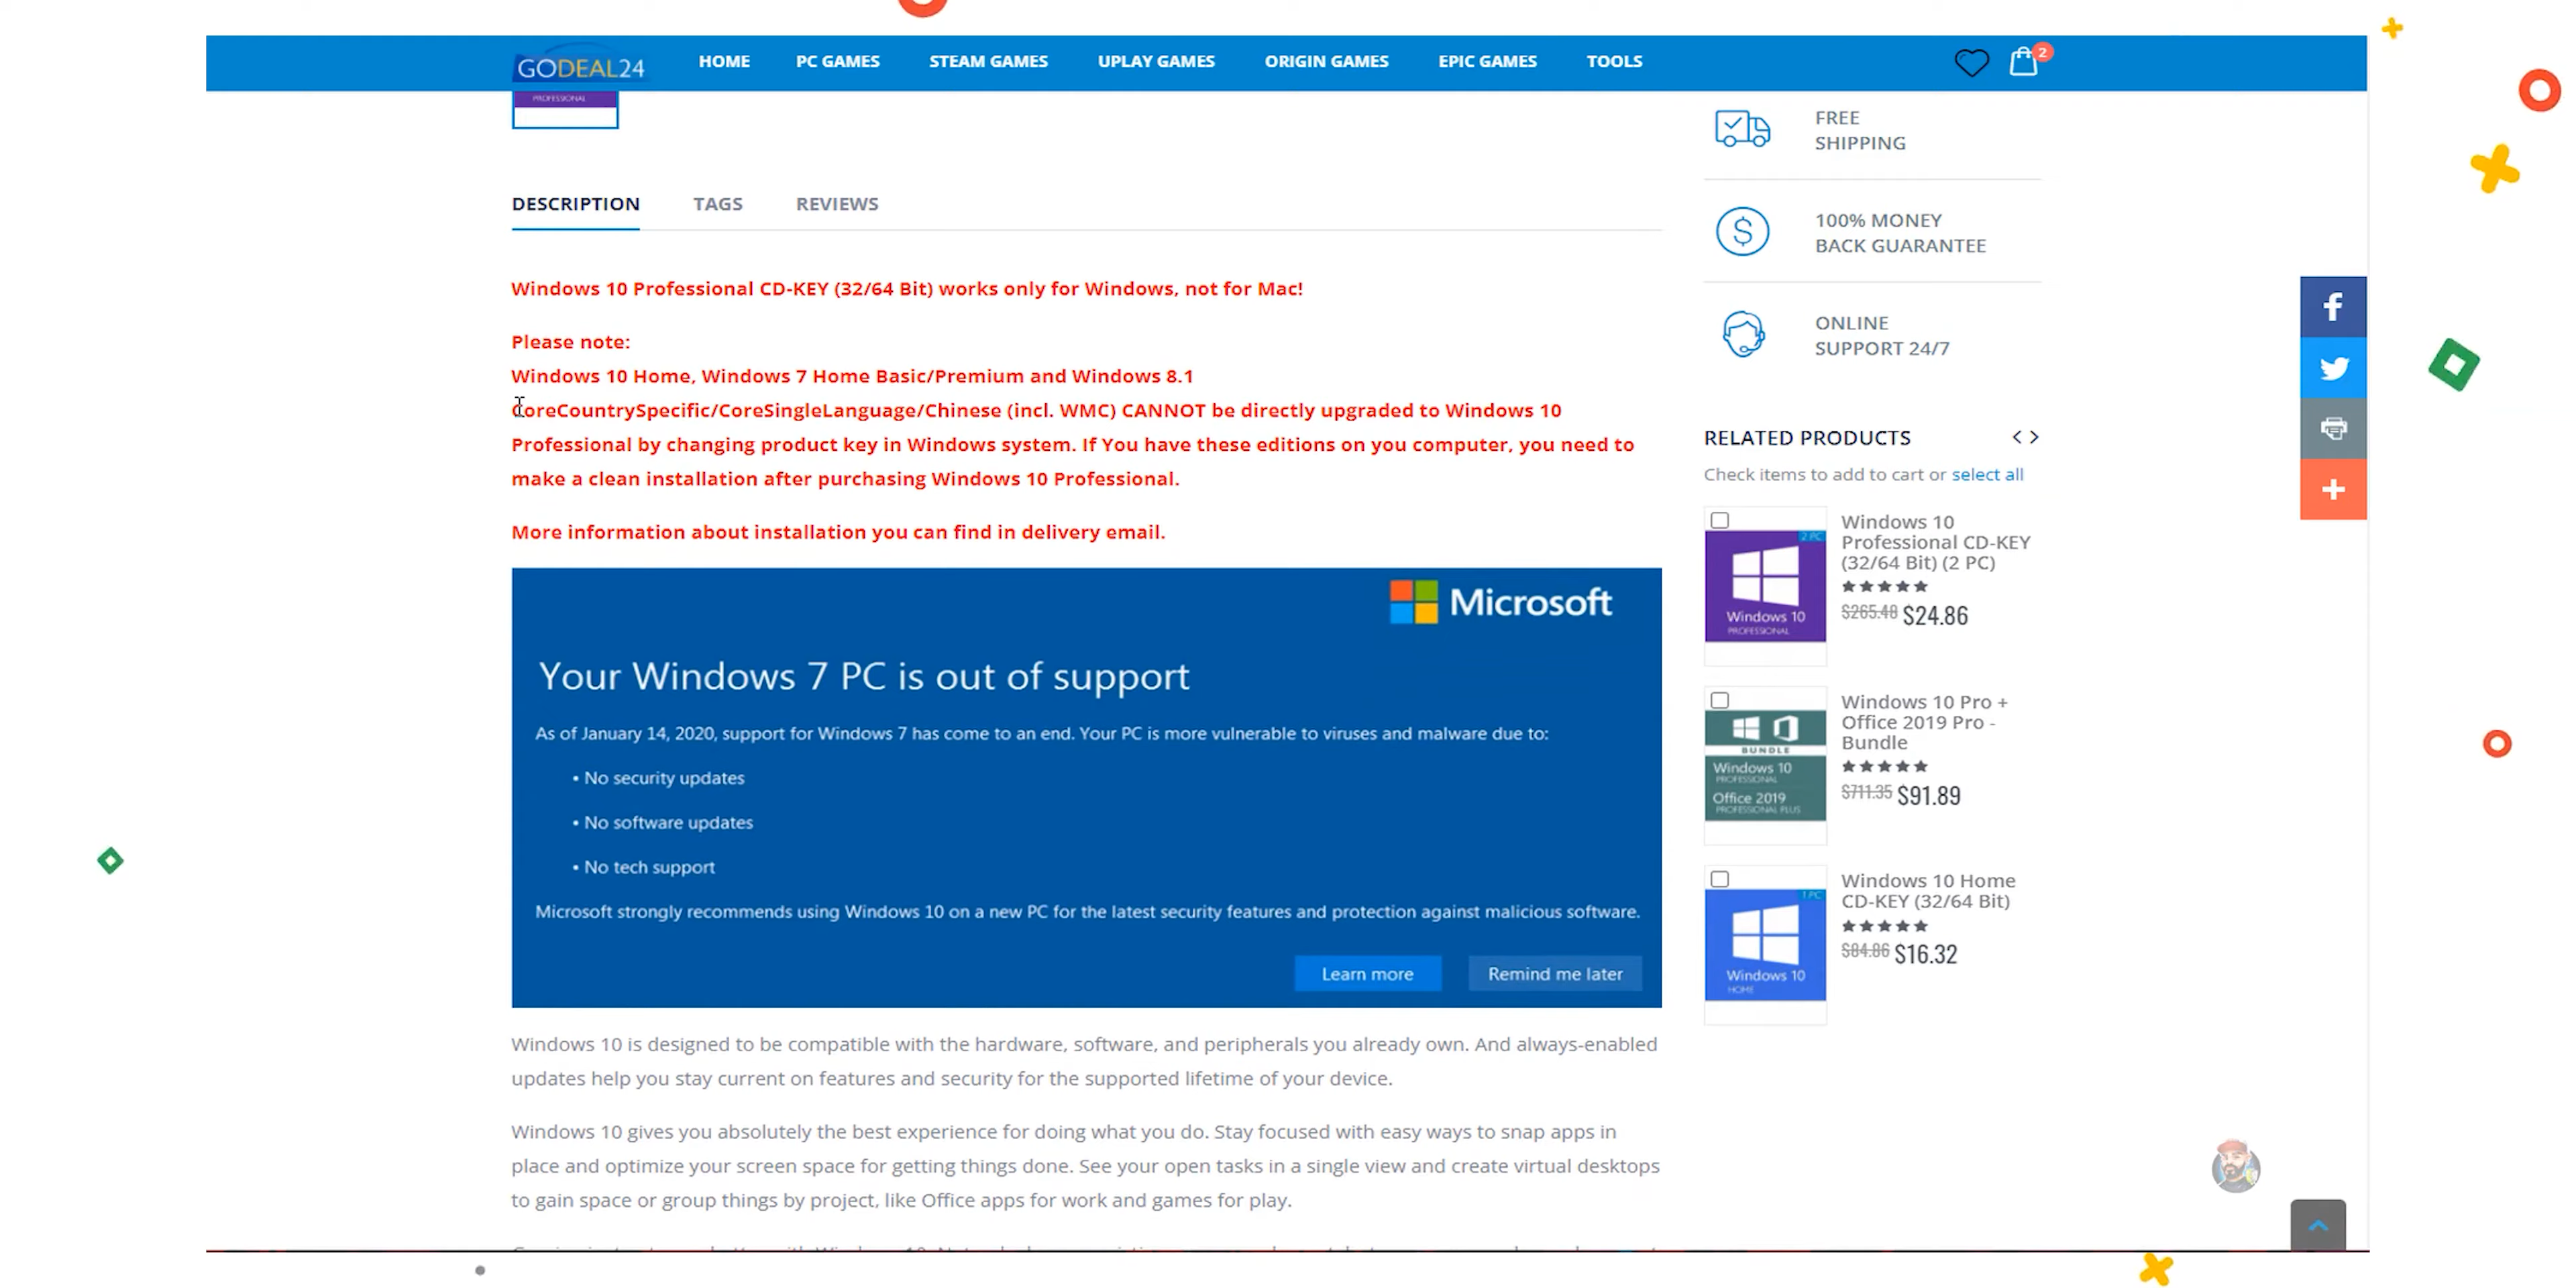 GODEAL24
HOME
PC GAMES
STEAM GAMES
UPLAY GAMES
ORIGIN GAMES
EPIC GAMES
TOOLS
2
PROFESSIONAL
DESCRIPTION
TAGS
REVIEWS
Windows 10 Professional CD-KEY (32/64 Bit) works only for Windows, not for Mac!
Please note:
Windows 10 Home, Windows 7 Home Basic/Premium and Windows 8.1
CoreCountrySpecific/CoreSingleLanguage/Chinese (incl. WMC) CANNOT be directly upgraded to Windows 10
Professional by changing product key in Windows system. If You have these editions on you computer, you need to
make a clean installation after purchasing Windows 10 Professional.
More information about installation you can find in delivery email.
Microsoft
Your Windows 7 PC is out of support
As of January 14, 2020, support for Windows 7 has come to an end. Your PC is more vulnerable to viruses and malware due to:
• No security updates
• No software updates
• No tech support
Microsoft strongly recommends using Windows 10 on a new PC for the latest security features and protection against malicious software.
Learn more
Remind me later
Windows 10 is designed to be compatible with the hardware, software, and peripherals you already own. And always-enabled
updates help you stay current on features and security for the supported lifetime of your device.
Windows 10 gives you absolutely the best experience for doing what you do. Stay focused with easy ways to snap apps in
place and optimize your screen space for getting things done. See your open tasks in a single view and create virtual desktops
to gain space or group things by project, like Office apps for work and games for play.
FREE
SHIPPING
100% MONEY
BACK GUARANTEE
ONLINE
SUPPORT 24/7
RELATED PRODUCTS
Check items to add to cart or select all
2 PC
Windows 10
PROFESSIONAL
Windows 10
Professional CD-KEY
(32/64 Bit) (2 PC)
$265.48 $24.86
BUNDLE
Windows 10
PROFESSIONAL
Office 2019
PROFESSIONAL PLUS
Windows 10 Pro +
Office 2019 Pro -
Bundle
$711.35 $91.89
1 PC
Windows 10
HOME
Windows 10 Home
CD-KEY (32/64 Bit)
$84.86 $16.32